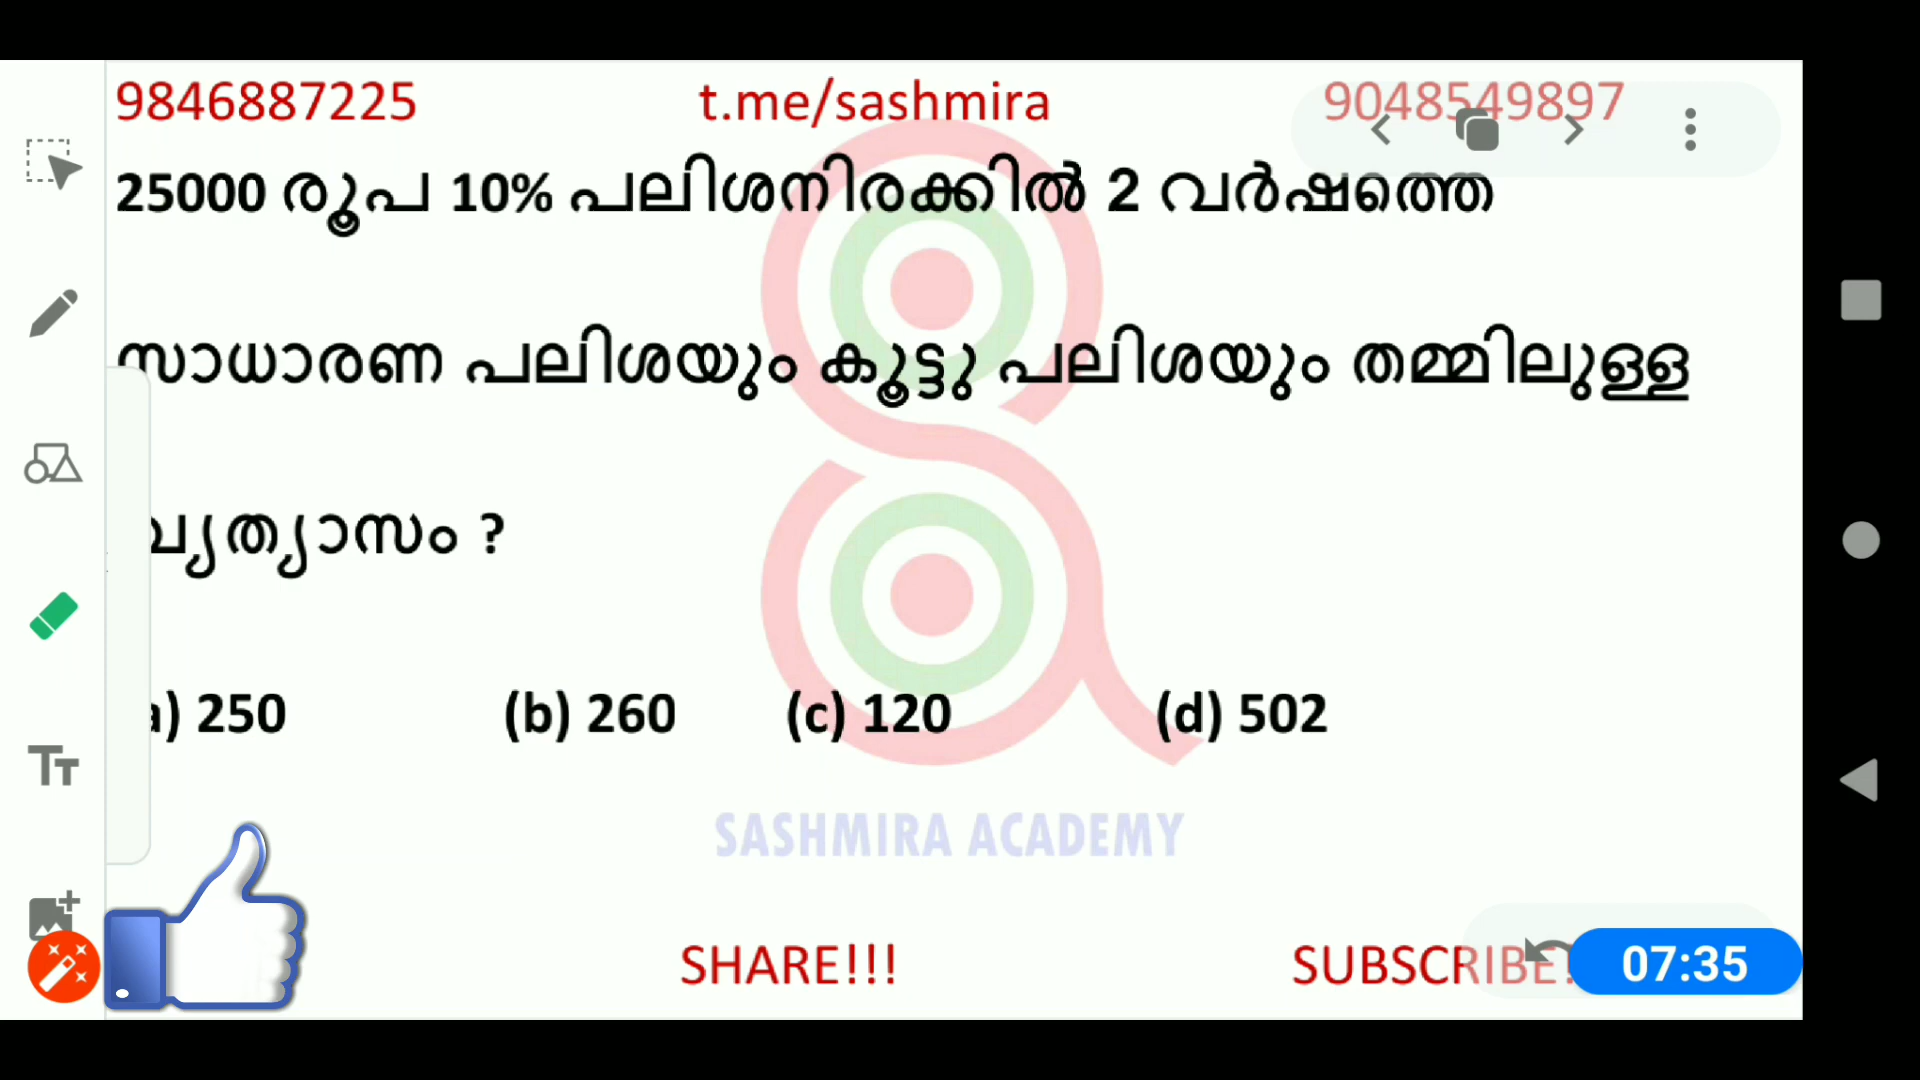 9846887225 t.me/sashmira 9048549897
25000 രൂപ 10% പലിശനിരക്കിൽ 2 വർഷത്തെ
സാധാരണ പലിശയും കൂട്ടു പലിശയും തമ്മിലുള്ള
വ്യത്യാസം ?
a) 250 (b) 260 (c) 120 (d) 502
SASHMIRA ACADEMY
SHARE!!! SUBSCRIBE! 07:35
Tт